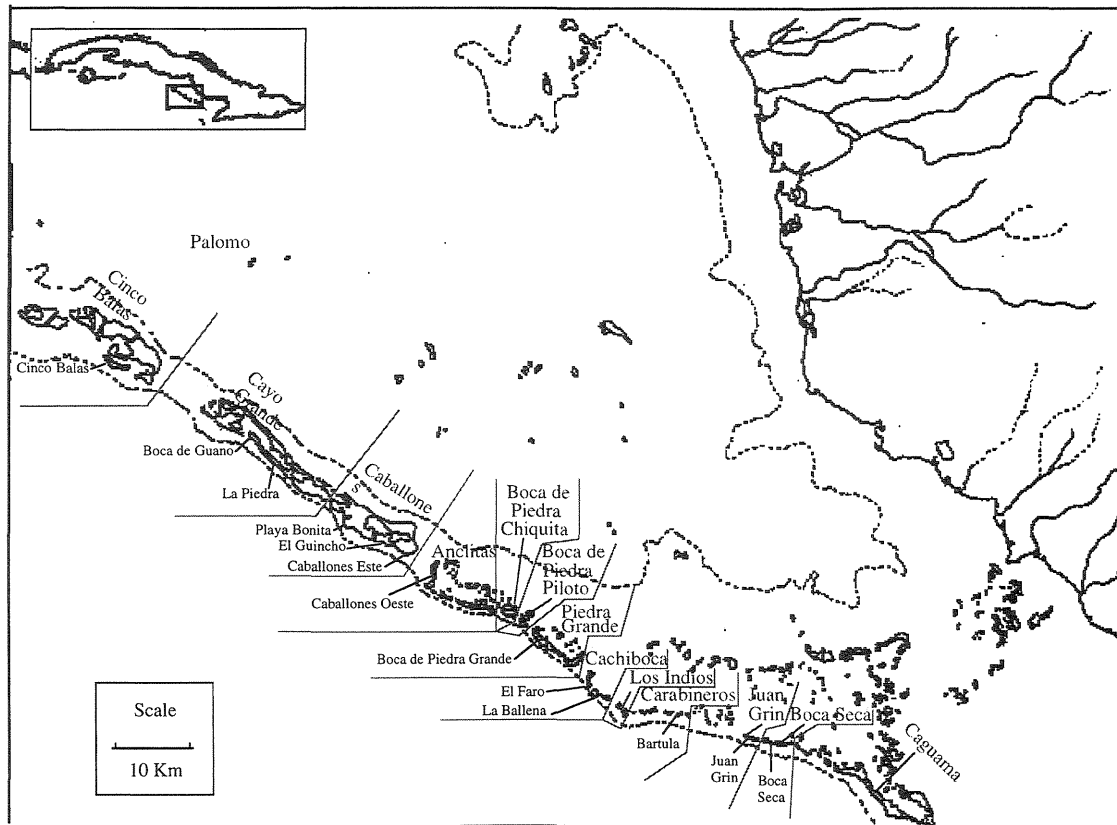 Palomo
Cinco
Balas
Cinco Balas
Cayo
Grande
Boca de Guano
La Piedra
Caballone
s
Playa Bonita
El Guincho
Caballones Este
Boca de
Piedra
Chiquita
Anclitas
Boca de
Piedra
Piloto
Caballones Oeste
Piedra
Grande
Boca de Piedra Grande
Cachiboca
El Faro
Los Indios
La Ballena
Carabineros
Juan
Grin
Boca Seca
Bartula
Juan
Grin
Boca
Seca
Caguama
Scale
10 Km